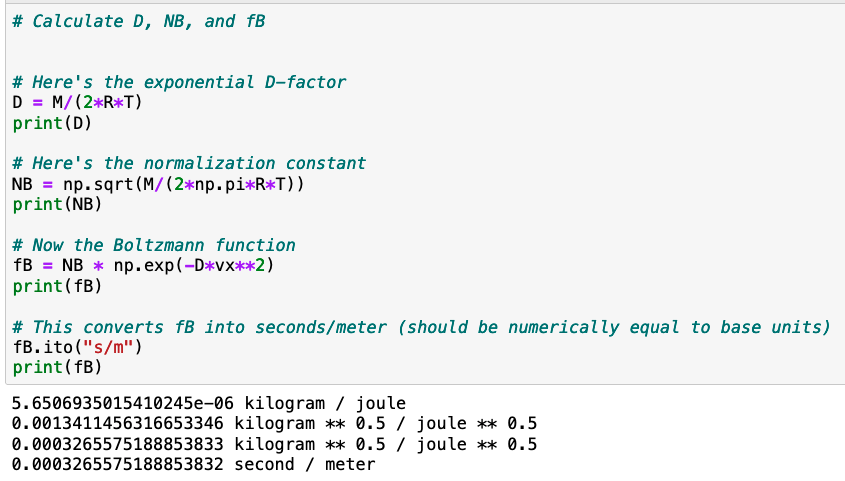 # Calculate D, NB, and fB
# Here's the exponential D-factor
D = M/(2*R*T)
print(D)
# Here's the normalization constant
NB = np.sqrt(M/(2*np.pi*R*T))
print(NB)
# Now the Boltzmann function
fB = NB * np.exp(-D*vx**2)
print(fB)
# This converts fB into seconds/meter (should be numerically equal to base units)
fB.ito("s/m")
print(fB)
5.6506935015410245e-06 kilogram / joule
0.0013411456316653346 kilogram ** 0.5 / joule ** 0.5
0.0003265575188853833 kilogram ** 0.5 / joule ** 0.5
0.0003265575188853832 second / meter